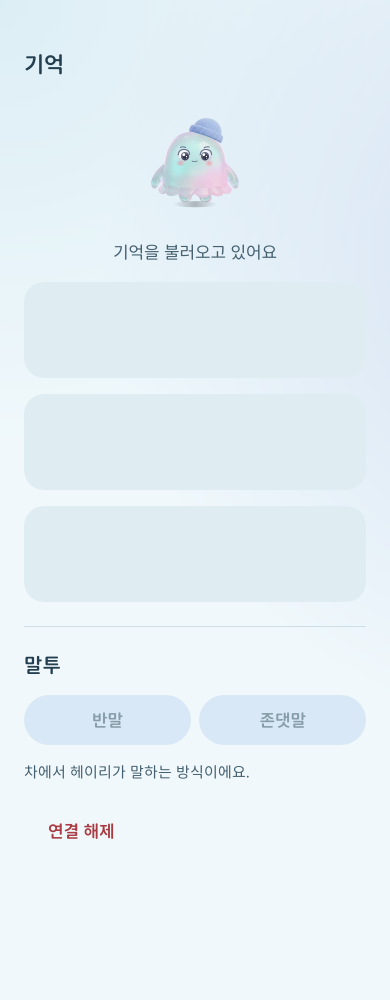 기억
기억을 불러오고 있어요
말투
반말
존댓말
차에서 헤이리가 말하는 방식이에요.
연결 해제